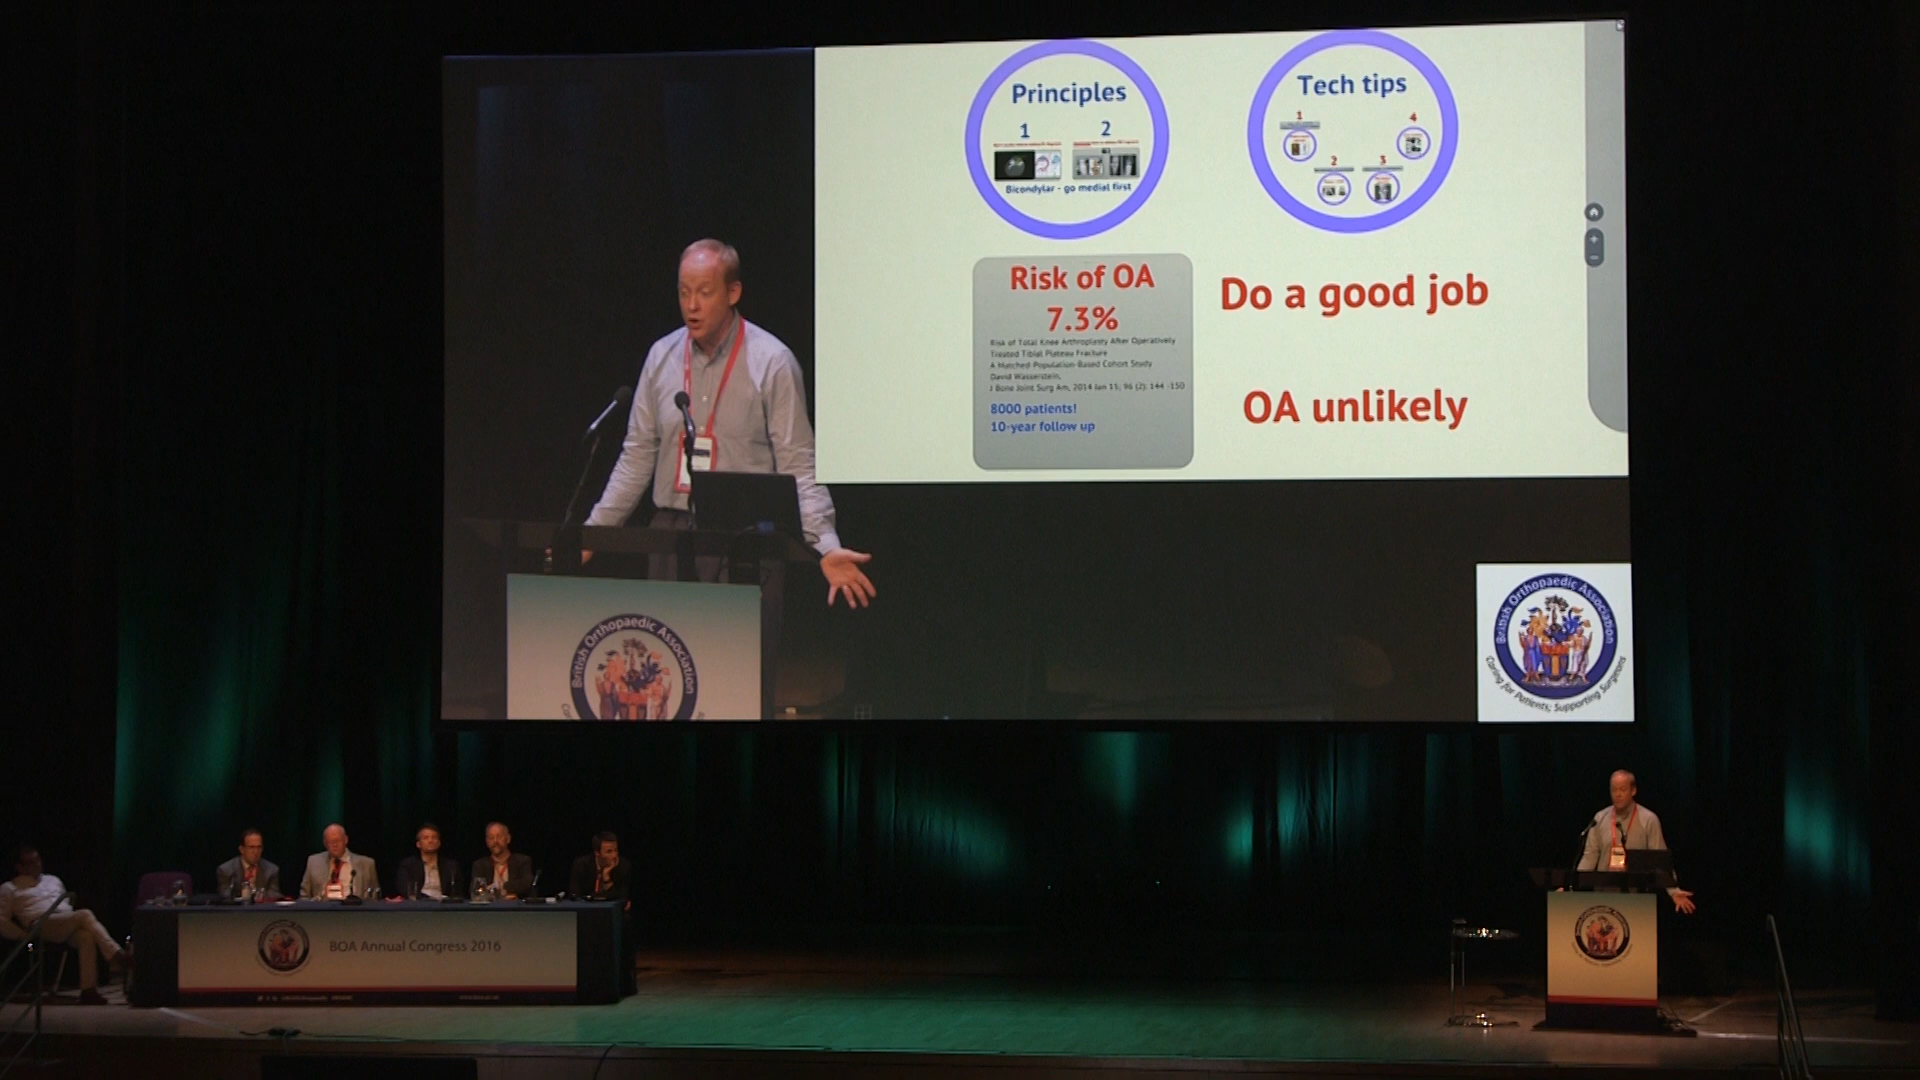 Principles
1
2
Bicondylar - go medial first
Tech tips
1
2
3
4
Risk of OA
7.3%
Risk of Total Knee Arthroplasty After Operatively
Treated Tibial Plateau Fracture
A Matched Population-Based Cohort Study
David Wasserstein,
J Bone Joint Surg Am, 2014 Jan 15; 96 (2): 144 -150
8000 patients!
10-year follow up
Do a good job
OA unlikely
British Orthopaedic Association
British Orthopaedic Association
Caring for Patients; Supporting Surgeons
BOA Annual Congress 2016